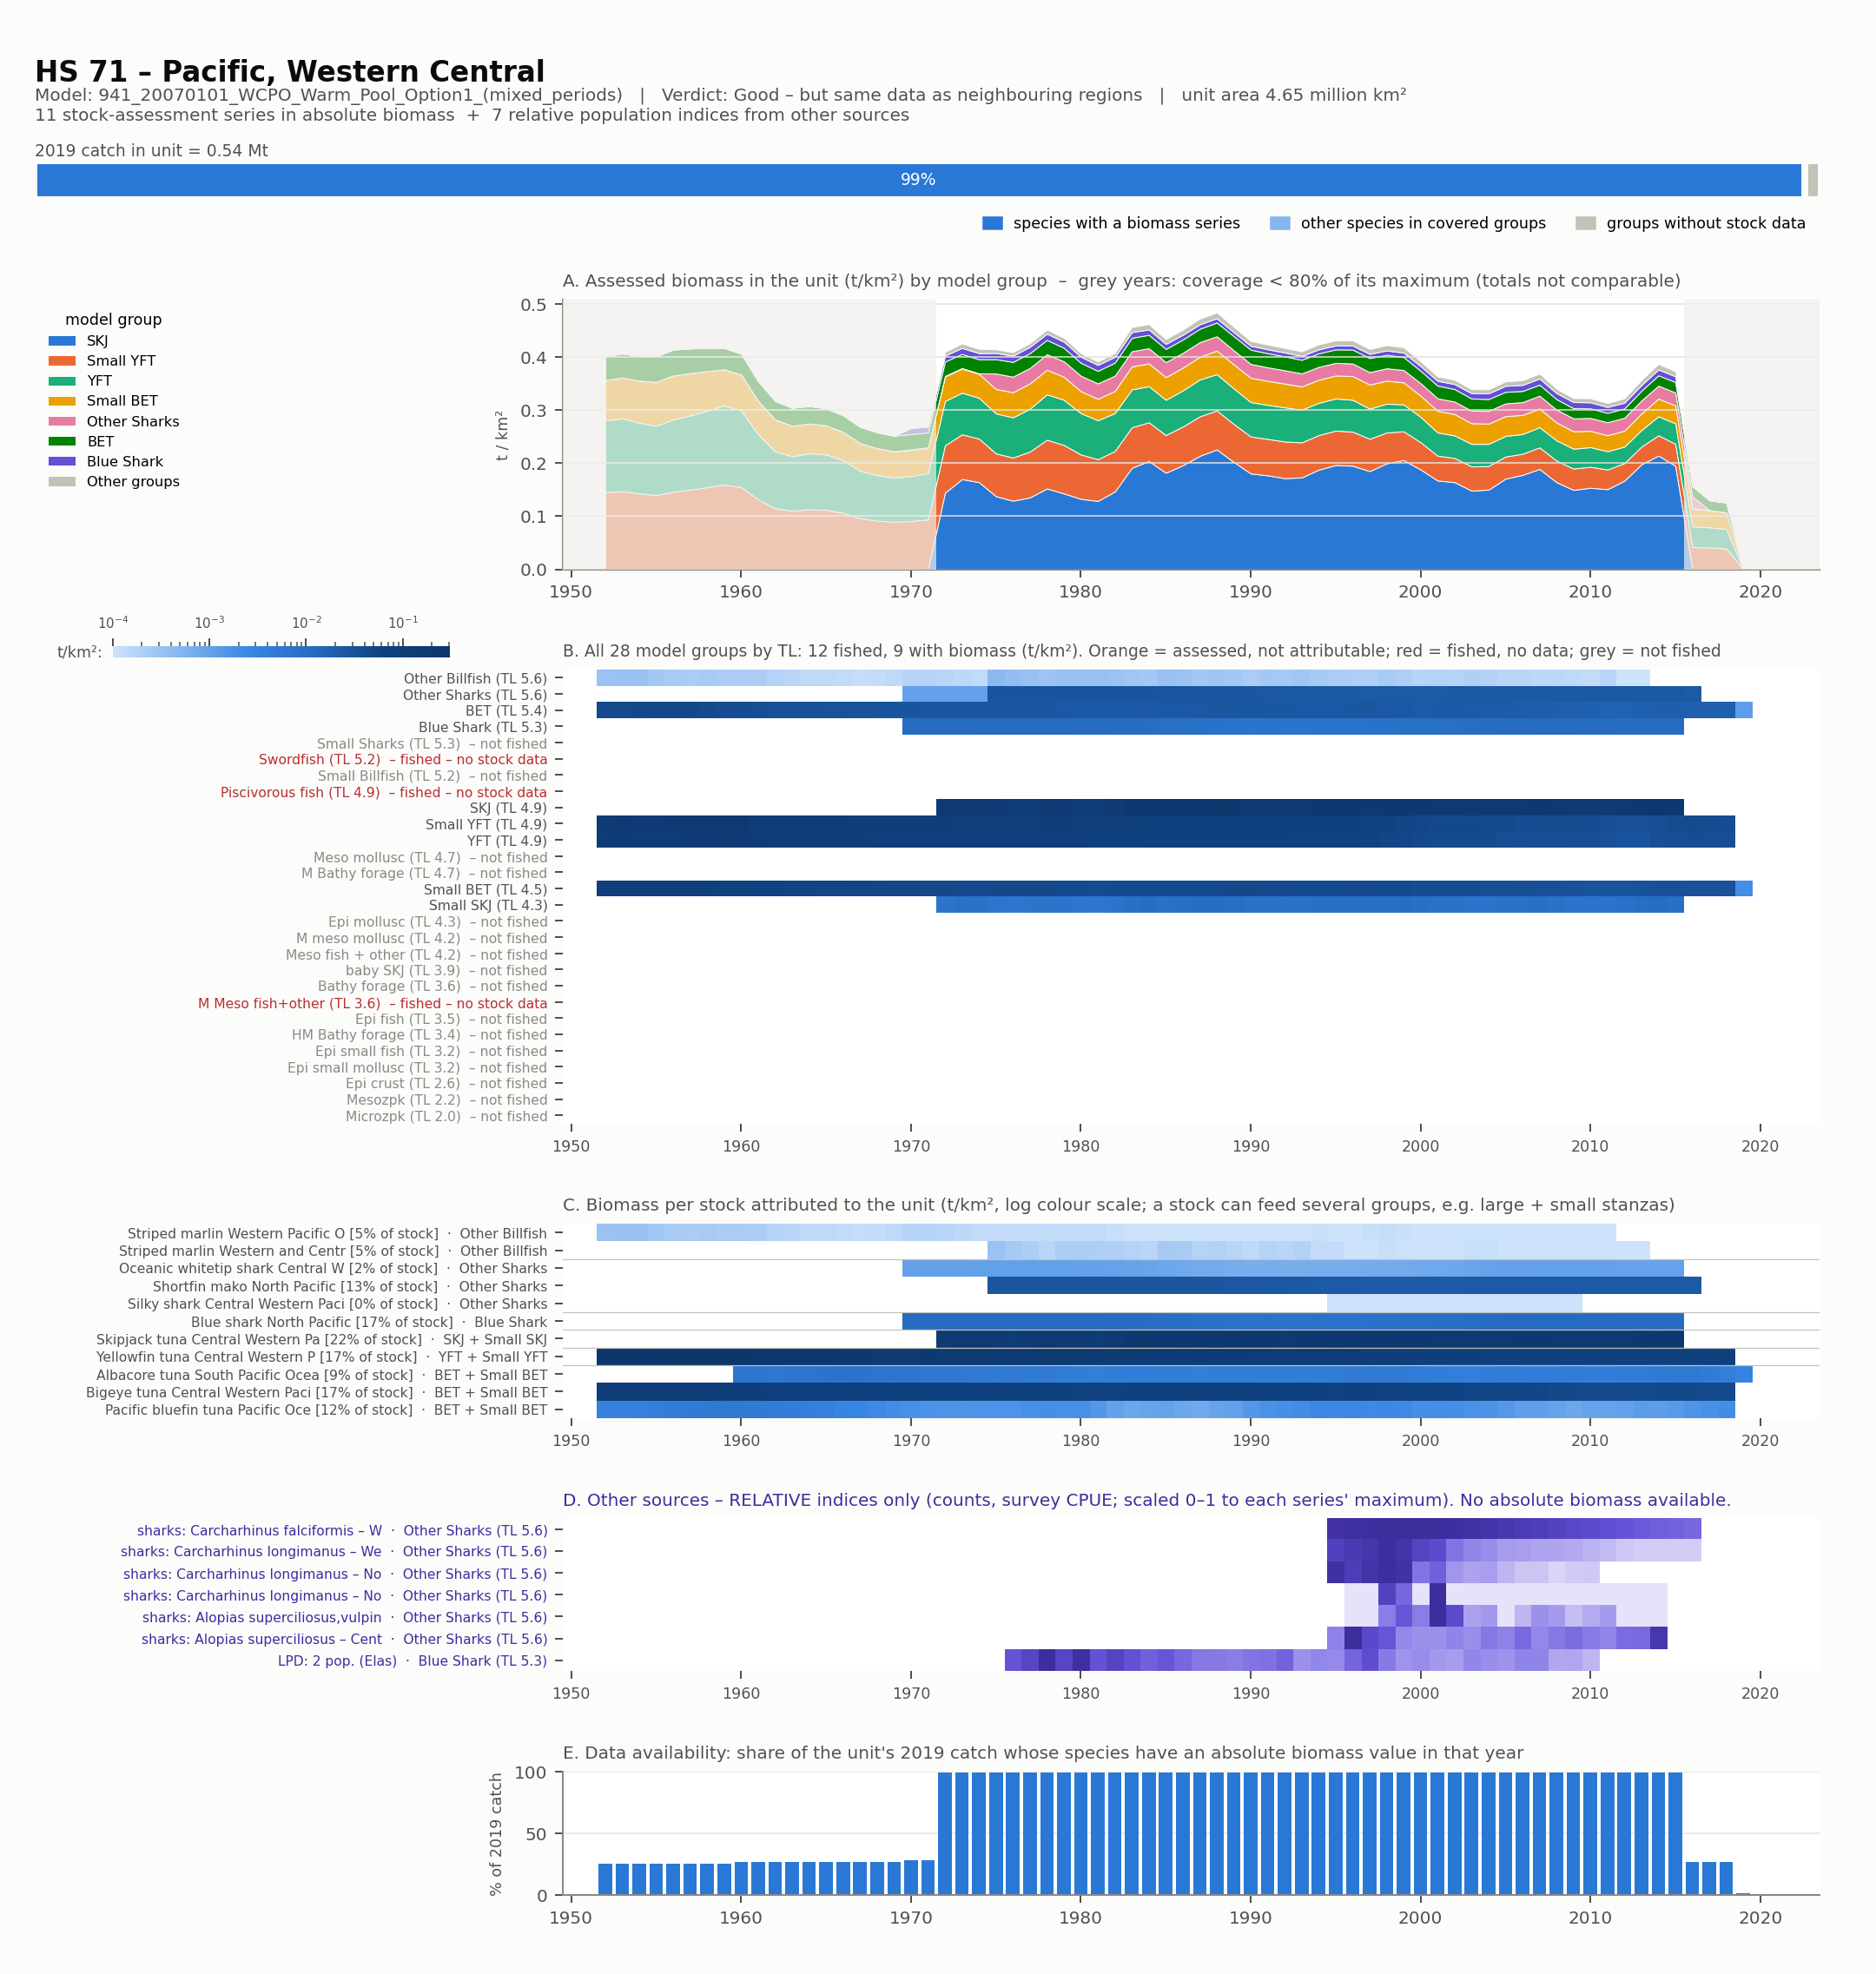 HS 71 – Pacific, Western Central
Model: 941_20070101_WCPO_Warm_Pool_Option1_(mixed_periods) | Verdict: Good – but same data as neighbouring regions | unit area 4.65 million km²
11 stock-assessment series in absolute biomass + 7 relative population indices from other sources
2019 catch in unit = 0.54 Mt
99%
species with a biomass series
other species in covered groups
groups without stock data
A. Assessed biomass in the unit (t/km²) by model group – grey years: coverage < 80% of its maximum (totals not comparable)
model group
SKJ
Small YFT
YFT
Small BET
Other Sharks
BET
Blue Shark
Other groups
t / km²
0.5
0.4
0.3
0.2
0.1
0.0
1950 1960 1970 1980 1990 2000 2010 2020
10⁻⁴ 10⁻³ 10⁻² 10⁻¹
t/km²:
B. All 28 model groups by TL: 12 fished, 9 with biomass (t/km²). Orange = assessed, not attributable; red = fished, no data; grey = not fished
Other Billfish (TL 5.6)
Other Sharks (TL 5.6)
BET (TL 5.4)
Blue Shark (TL 5.3)
Small Sharks (TL 5.3) – not fished
Swordfish (TL 5.2) – fished – no stock data
Small Billfish (TL 5.2) – not fished
Piscivorous fish (TL 4.9) – fished – no stock data
SKJ (TL 4.9)
Small YFT (TL 4.9)
YFT (TL 4.9)
Meso mollusc (TL 4.7) – not fished
M Bathy forage (TL 4.7) – not fished
Small BET (TL 4.5)
Small SKJ (TL 4.3)
Epi mollusc (TL 4.3) – not fished
M meso mollusc (TL 4.2) – not fished
Meso fish + other (TL 4.2) – not fished
baby SKJ (TL 3.9) – not fished
Bathy forage (TL 3.6) – not fished
M Meso fish+other (TL 3.6) – fished – no stock data
Epi fish (TL 3.5) – not fished
HM Bathy forage (TL 3.4) – not fished
Epi small fish (TL 3.2) – not fished
Epi small mollusc (TL 3.2) – not fished
Epi crust (TL 2.6) – not fished
Mesozpk (TL 2.2) – not fished
Microzpk (TL 2.0) – not fished
1950 1960 1970 1980 1990 2000 2010 2020
C. Biomass per stock attributed to the unit (t/km², log colour scale; a stock can feed several groups, e.g. large + small stanzas)
Striped marlin Western Pacific O [5% of stock] · Other Billfish
Striped marlin Western and Centr [5% of stock] · Other Billfish
Oceanic whitetip shark Central W [2% of stock] · Other Sharks
Shortfin mako North Pacific [13% of stock] · Other Sharks
Silky shark Central Western Paci [0% of stock] · Other Sharks
Blue shark North Pacific [17% of stock] · Blue Shark
Skipjack tuna Central Western Pa [22% of stock] · SKJ + Small SKJ
Yellowfin tuna Central Western P [17% of stock] · YFT + Small YFT
Albacore tuna South Pacific Ocea [9% of stock] · BET + Small BET
Bigeye tuna Central Western Paci [17% of stock] · BET + Small BET
Pacific bluefin tuna Pacific Oce [12% of stock] · BET + Small BET
1950 1960 1970 1980 1990 2000 2010 2020
D. Other sources – RELATIVE indices only (counts, survey CPUE; scaled 0–1 to each series' maximum). No absolute biomass available.
sharks: Carcharhinus falciformis – W · Other Sharks (TL 5.6)
sharks: Carcharhinus longimanus – We · Other Sharks (TL 5.6)
sharks: Carcharhinus longimanus – No · Other Sharks (TL 5.6)
sharks: Carcharhinus longimanus – No · Other Sharks (TL 5.6)
sharks: Alopias superciliosus,vulpin · Other Sharks (TL 5.6)
sharks: Alopias superciliosus – Cent · Other Sharks (TL 5.6)
LPD: 2 pop. (Elas) · Blue Shark (TL 5.3)
1950 1960 1970 1980 1990 2000 2010 2020
E. Data availability: share of the unit's 2019 catch whose species have an absolute biomass value in that year
% of 2019 catch
100
50
0
1950 1960 1970 1980 1990 2000 2010 2020